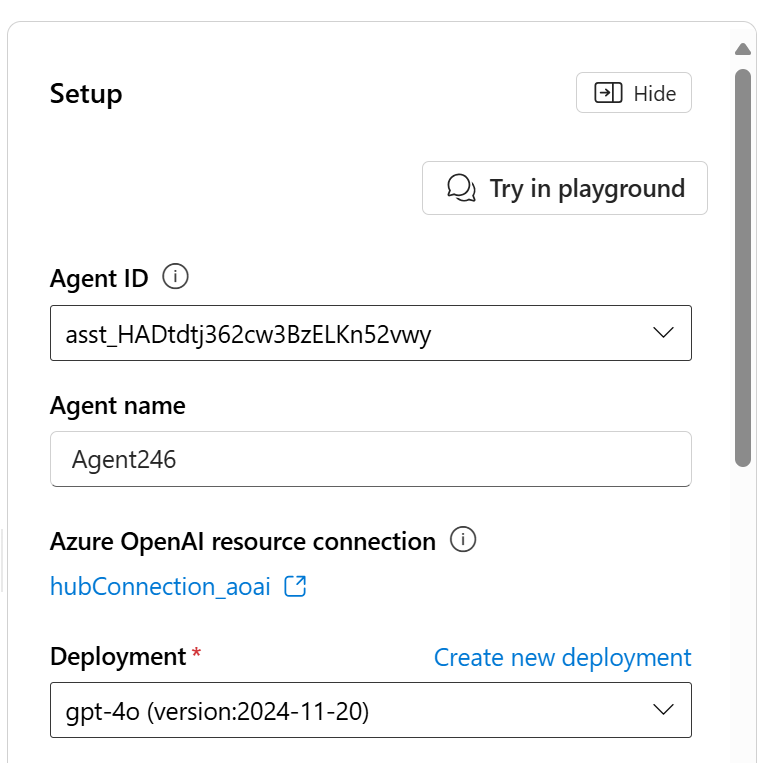 Setup
Hide
Try in playground
Agent ID
asst_HADtdtj362cw3BzELKn52vwy
Agent name
Agent246
Azure OpenAI resource connection
hubConnection_aoai
Deployment * Create new deployment
gpt-4o (version:2024-11-20)